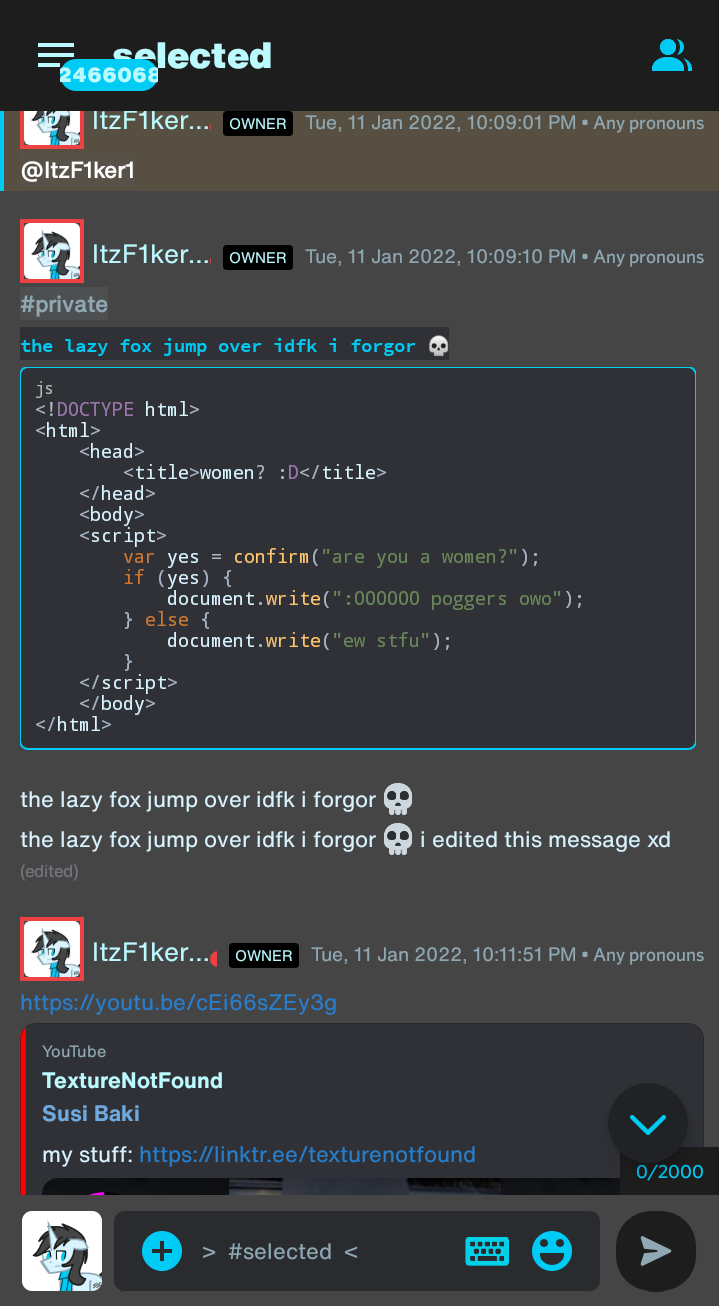 selected
2466068
ItzF1ker... OWNER Tue, 11 Jan 2022, 10:09:01 PM • Any pronouns
@ItzF1ker1
ItzF1ker... OWNER Tue, 11 Jan 2022, 10:09:10 PM • Any pronouns
#private
the lazy fox jump over idfk i forgor 💀
js
<!DOCTYPE html>
<html>
    <head>
        <title>women? :D</title>
    </head>
    <body>
    <script>
        var yes = confirm("are you a women?");
        if (yes) {
            document.write(":OOOOOO poggers owo");
        } else {
            document.write("ew stfu");
        }
    </script>
    </body>
</html>
the lazy fox jump over idfk i forgor 💀
the lazy fox jump over idfk i forgor 💀 i edited this message xd
(edited)
ItzF1ker... OWNER Tue, 11 Jan 2022, 10:11:51 PM • Any pronouns
https://youtu.be/cEi66sZEy3g
YouTube
TextureNotFound
Susi Baki
my stuff: https://linktr.ee/texturenotfound
0/2000
> #selected <